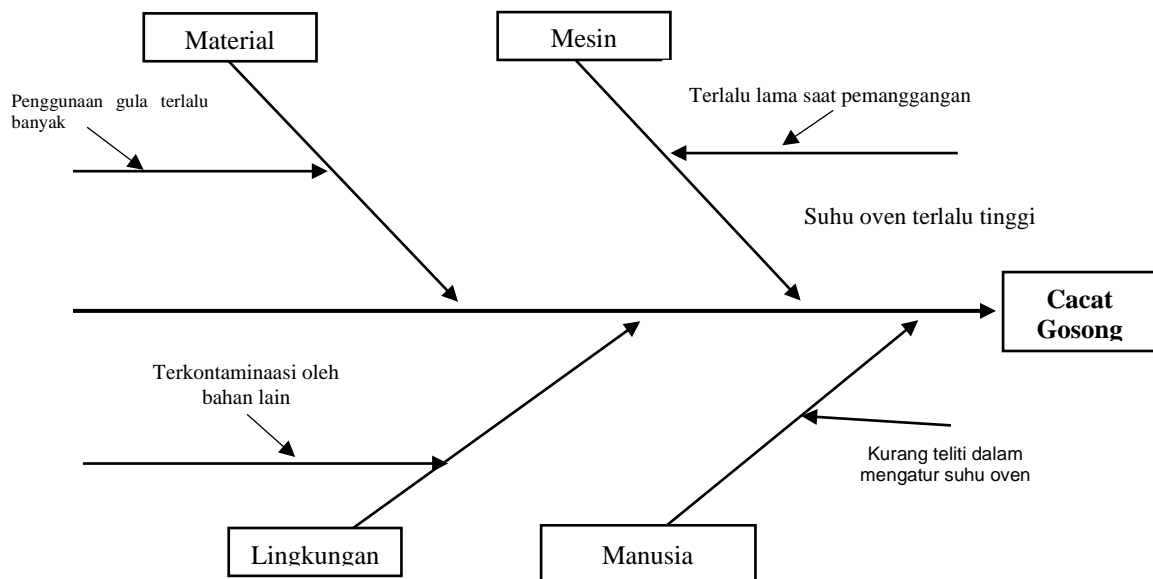 Material
Mesin
Penggunaan gula terlalu
banyak
Terlalu lama saat pemanggangan
Suhu oven terlalu tinggi
Cacat
Gosong
Terkontaminaasi oleh
bahan lain
Kurang teliti dalam
mengatur suhu oven
Lingkungan
Manusia